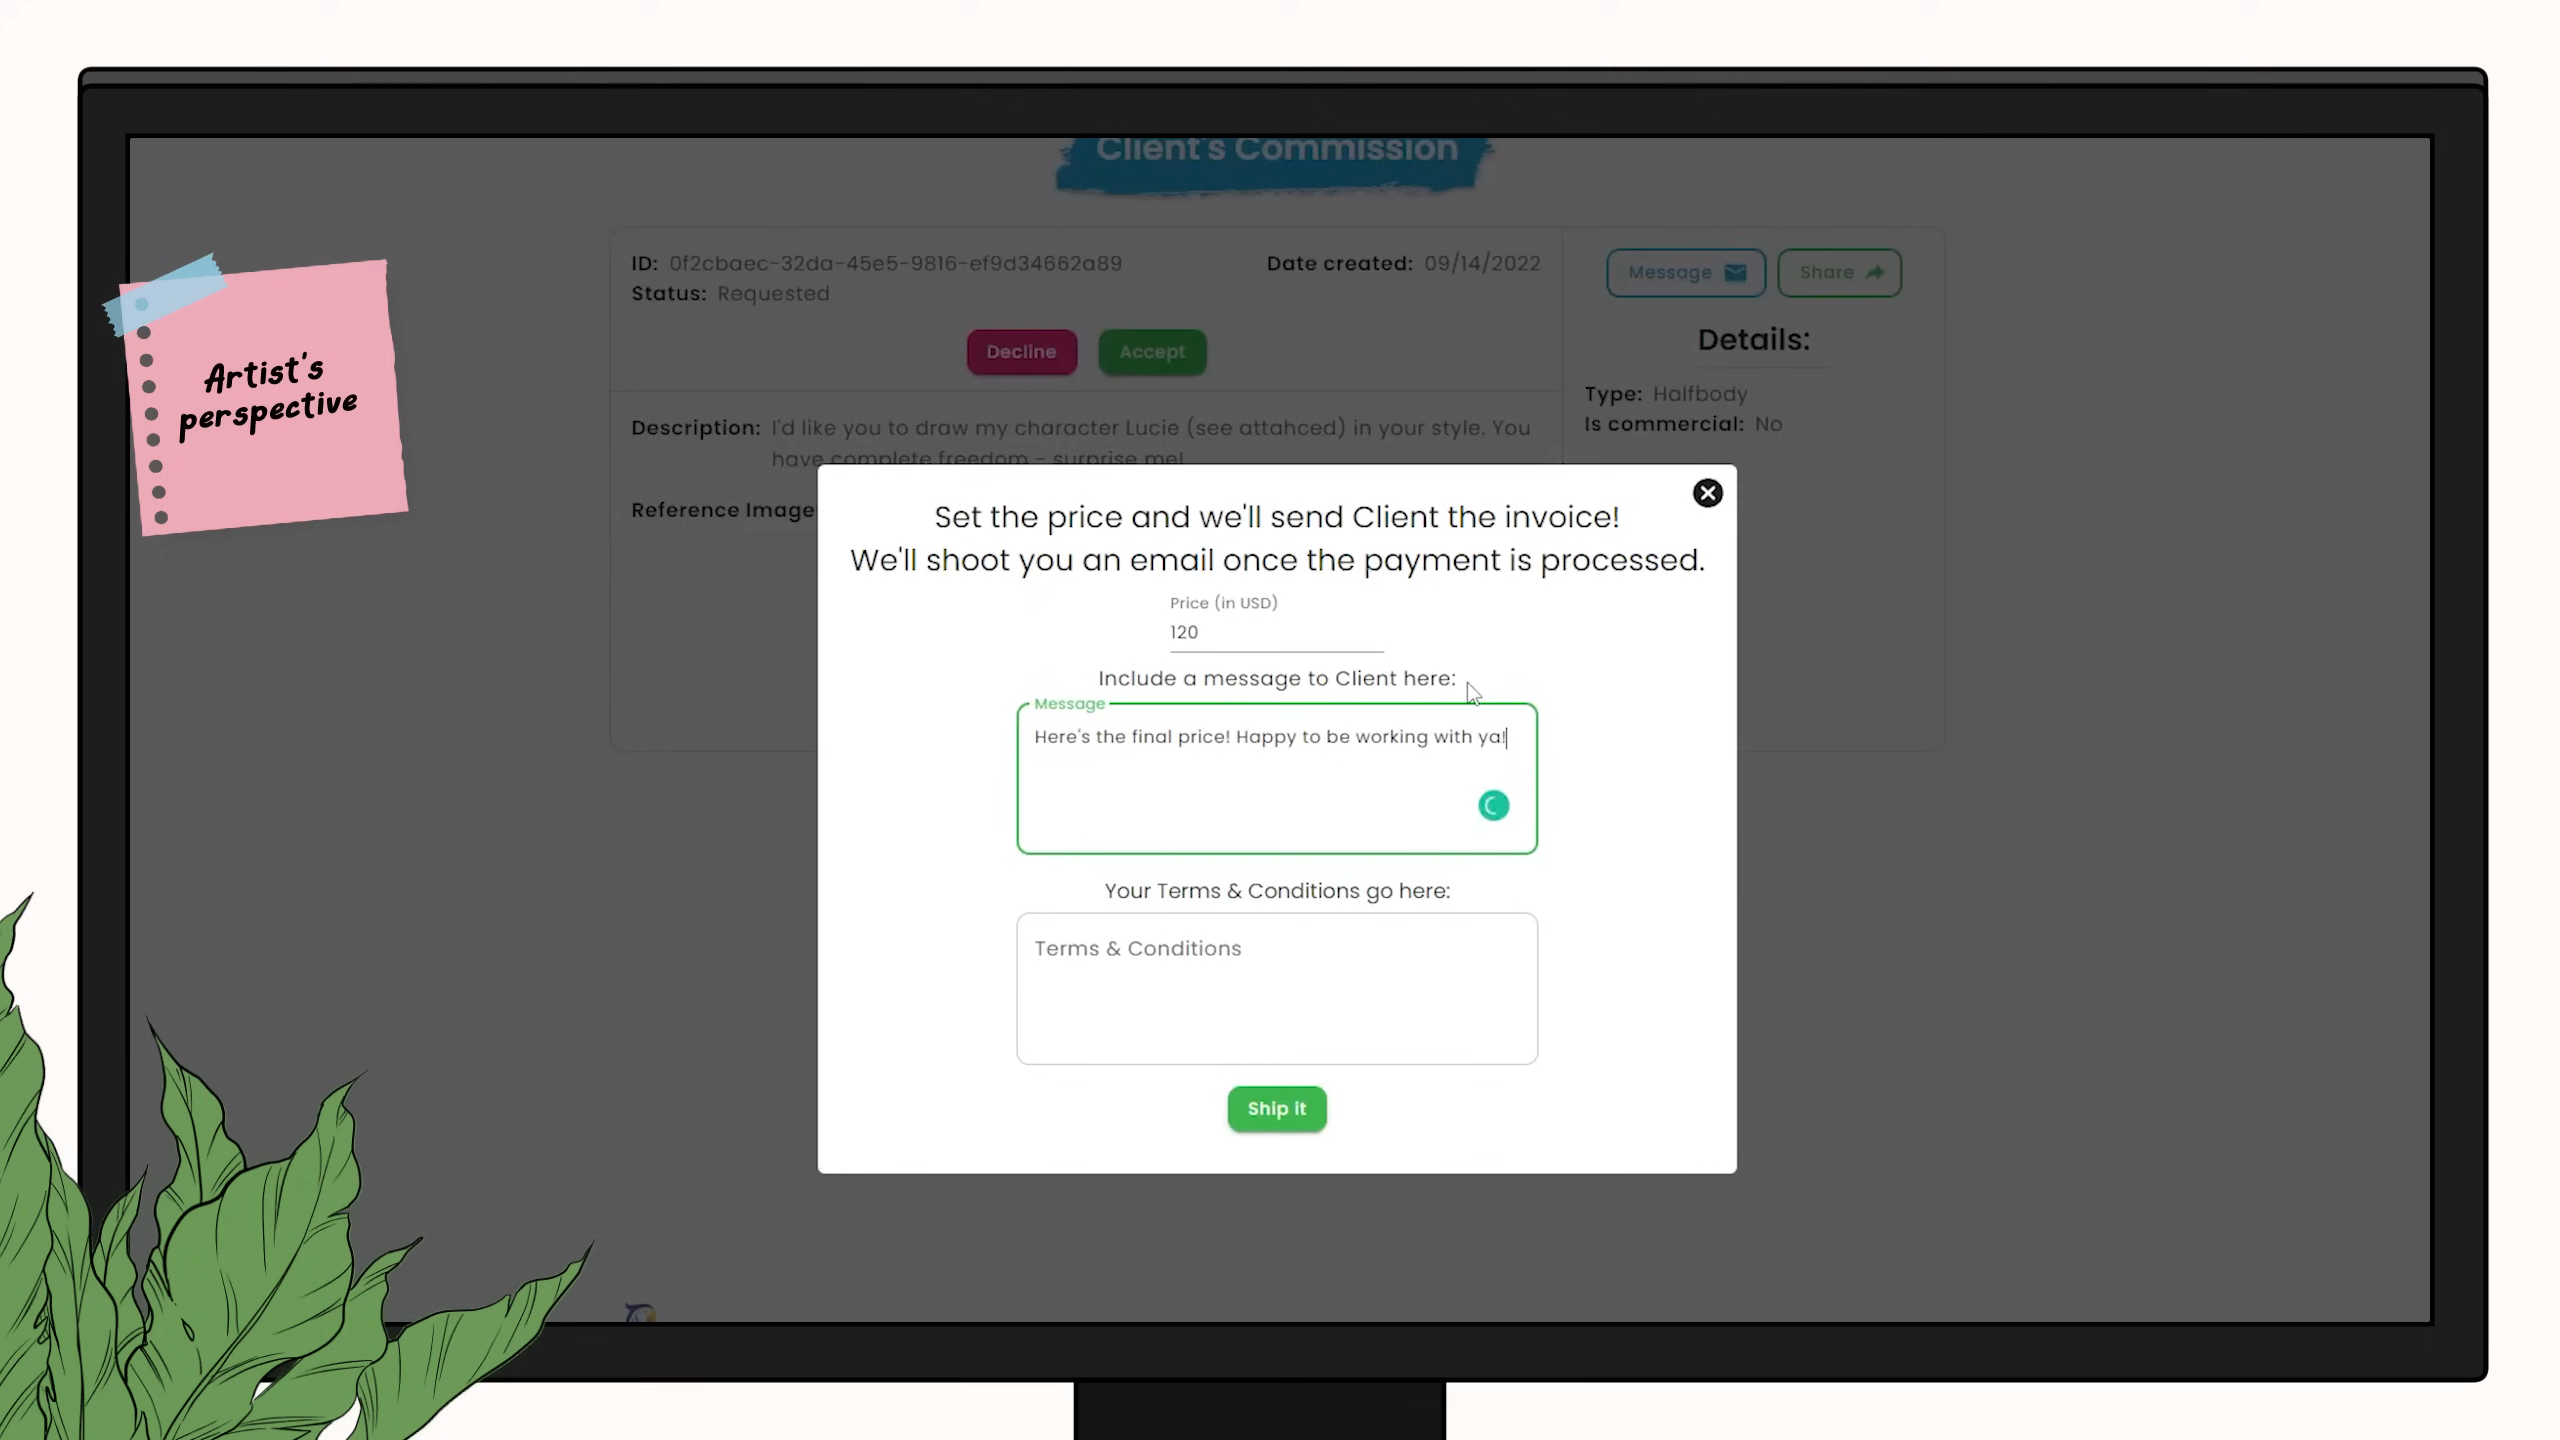 Client's Commission
Artist's
perspective
ID: 0f2cbaec-32da-45e5-9816-ef9d34662a89
Date created: 09/14/2022
Status: Requested
Decline
Accept
Message
Share
Details:
Type: Halfbody
Is commercial: No
Description: I'd like you to draw my character Lucie (see attahced) in your style. You
have complete freedom - surprise me!
Reference Image
Set the price and we'll send Client the invoice!
We'll shoot you an email once the payment is processed.
Price (in USD)
120
Include a message to Client here:
Message
Here's the final price! Happy to be working with ya!
Your Terms & Conditions go here:
Terms & Conditions
Ship it